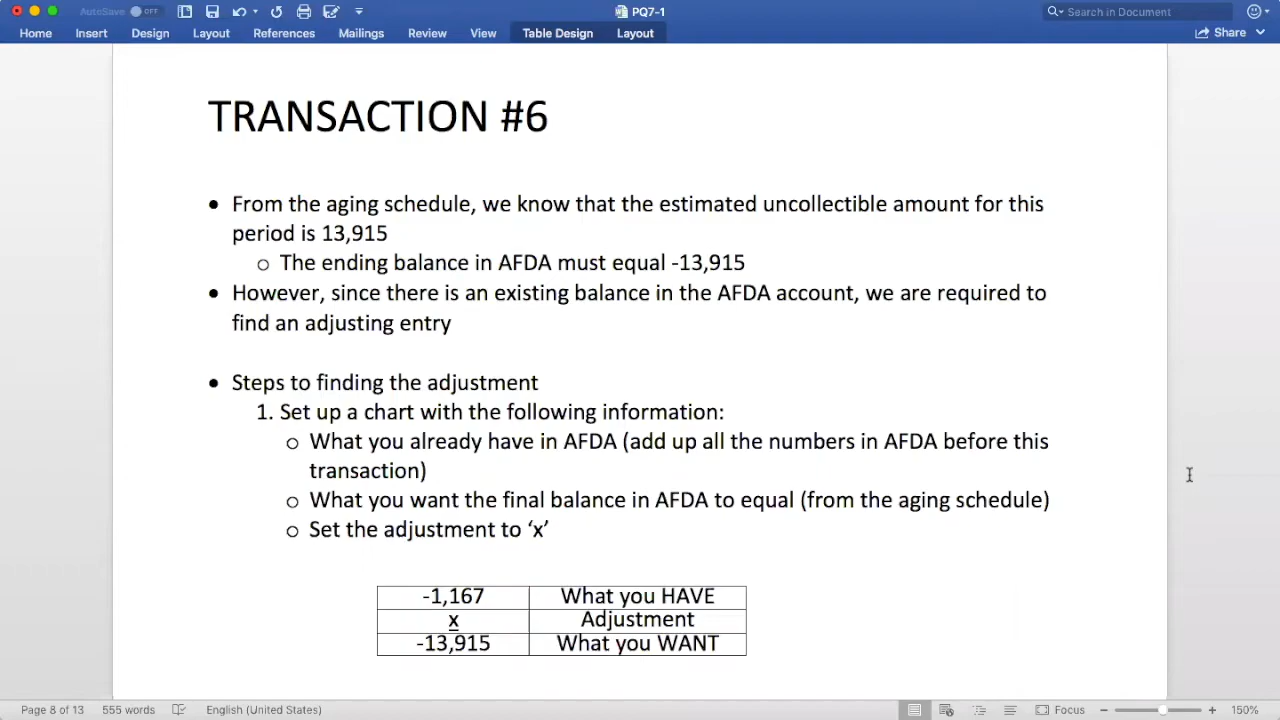 AutoSave OFF
PQ7-1
Search in Document
Home Insert Design Layout References Mailings Review View Table Design Layout
Share
TRANSACTION #6
• From the aging schedule, we know that the estimated uncollectible amount for this
period is 13,915
o The ending balance in AFDA must equal -13,915
• However, since there is an existing balance in the AFDA account, we are required to
find an adjusting entry
• Steps to finding the adjustment
1. Set up a chart with the following information:
o What you already have in AFDA (add up all the numbers in AFDA before this
transaction)
o What you want the final balance in AFDA to equal (from the aging schedule)
o Set the adjustment to ‘x’
-1,167 What you HAVE
x Adjustment
-13,915 What you WANT
Page 8 of 13 555 words English (United States) Focus 150%